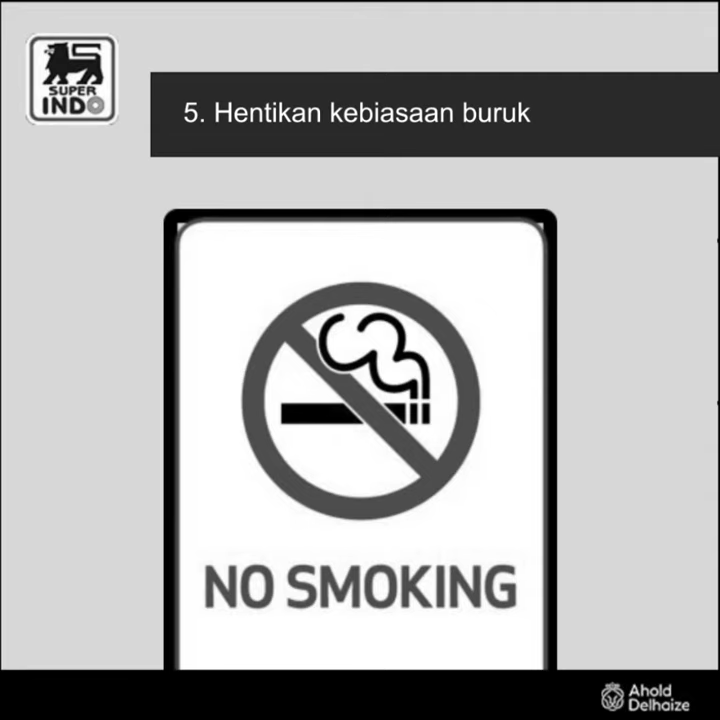 SUPER
INDO
5. Hentikan kebiasaan buruk
NO SMOKING
Ahold
Delhaize